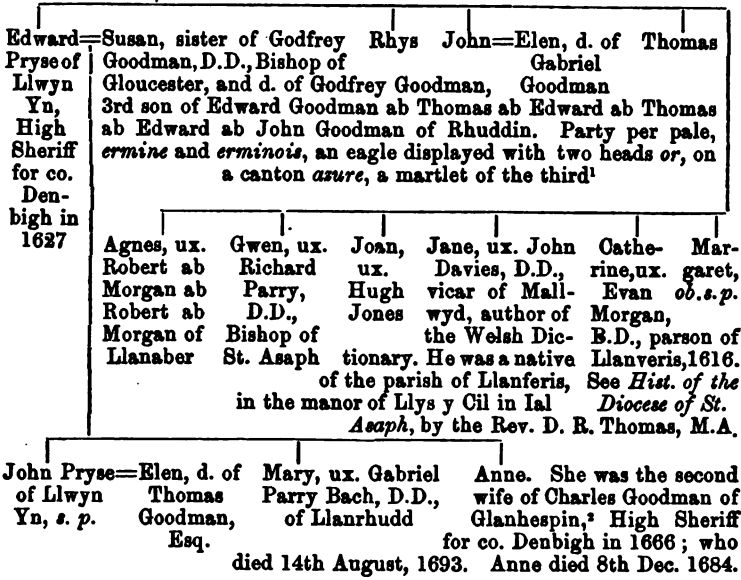 Edward=Susan, sister of Godfrey Rhys John=Elen, d. of Thomas
Pryse of Goodman, D.D., Bishop of Gabriel
Llwyn Gloucester, and d. of Godfrey Goodman, Goodman
Yn, 3rd son of Edward Goodman ab Thomas ab Edward ab Thomas
High ab Edward ab John Goodman of Rhuddin. Party per pale,
Sheriff ermine and erminois, an eagle displayed with two heads or, on
for co. a canton azure, a martlet of the third¹
Den-
bigh in
1627
Agnes, ux. Gwen, ux. Joan, Jane, ux. John Cathe- Mar-
Robert ab Richard ux. Davies, D.D., rine, ux. garet,
Morgan ab Parry, Hugh vicar of Mall- Evan ob. s. p.
Robert ab D.D., Jones wyd, author of Morgan,
Morgan of Bishop of the Welsh Dic- B.D., parson of
Llanaber St. Asaph tionary. He was a native Llanveris, 1616.
of the parish of Llanferis, See Hist. of the
in the manor of Llys y Cil in Ial Diocese of St.
Asaph, by the Rev. D. R. Thomas, M.A.
John Pryse=Elen, d. of Mary, ux. Gabriel Anne. She was the second
of Llwyn Thomas Parry Bach, D.D., wife of Charles Goodman of
Yn, s. p. Goodman, of Llanrhudd Glanhespin,² High Sheriff
Esq. for co. Denbigh in 1666; who
died 14th August, 1693. Anne died 8th Dec. 1684.